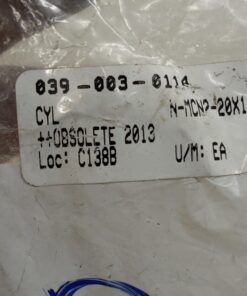 039-003-0114
CYL N-MCNP-20X1
++OBSOLETE 2013
Loc: C138B U/M: EA